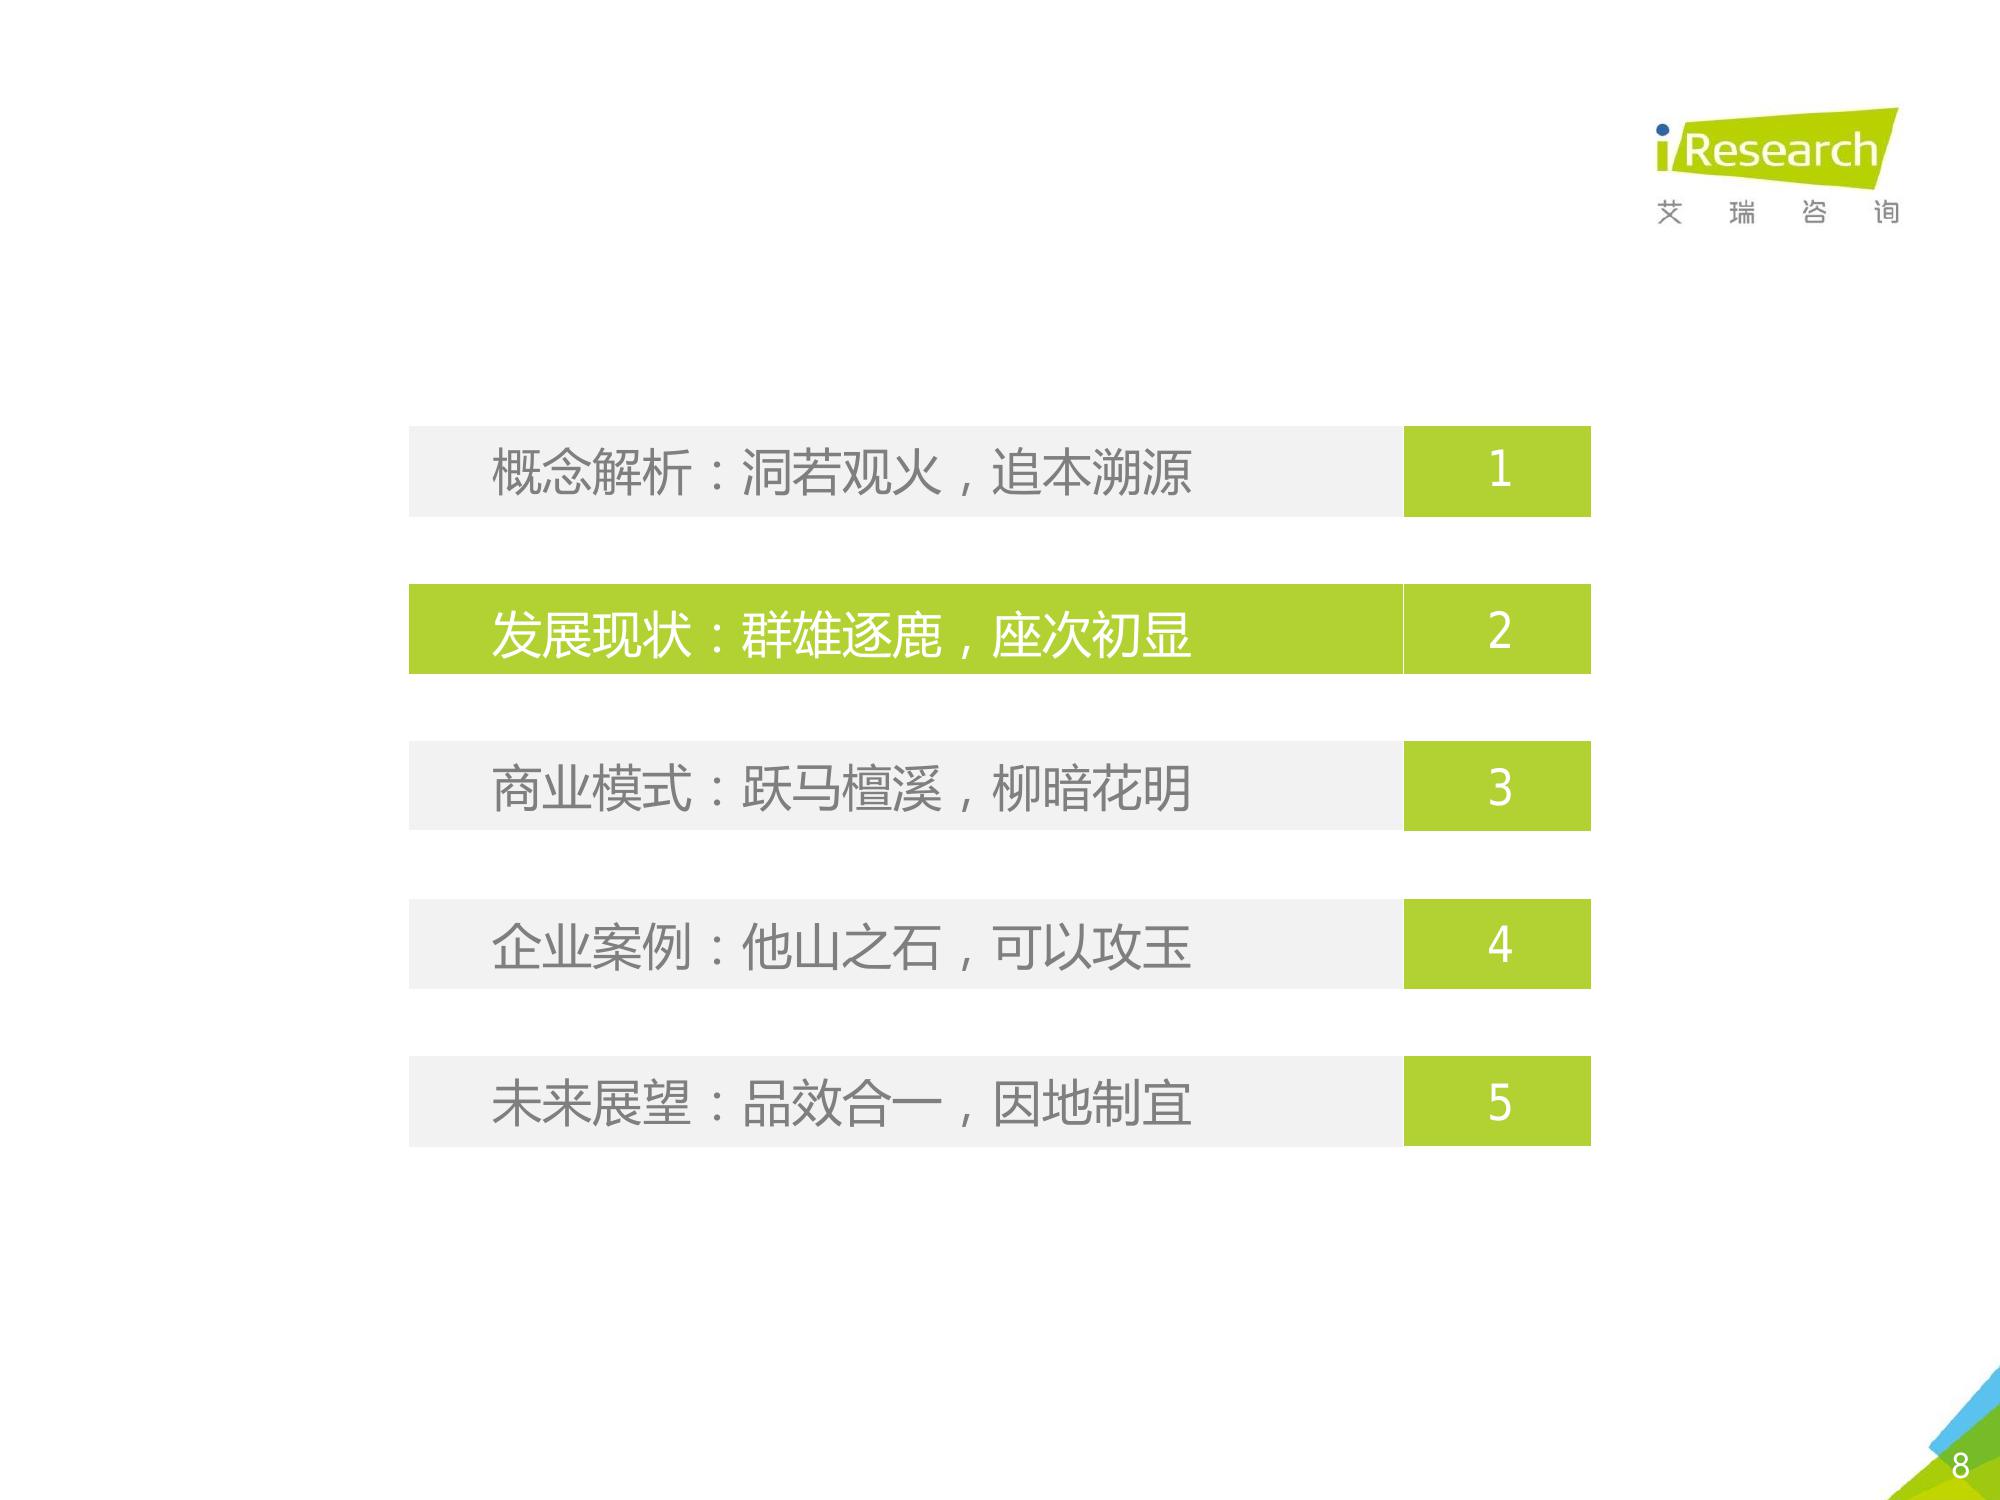 iResearch
艾瑞咨询
概念解析：洞若观火，追本溯源 1
发展现状：群雄逐鹿，座次初显 2
商业模式：跃马檀溪，柳暗花明 3
企业案例：他山之石，可以攻玉 4
未来展望：品效合一，因地制宜 5
8